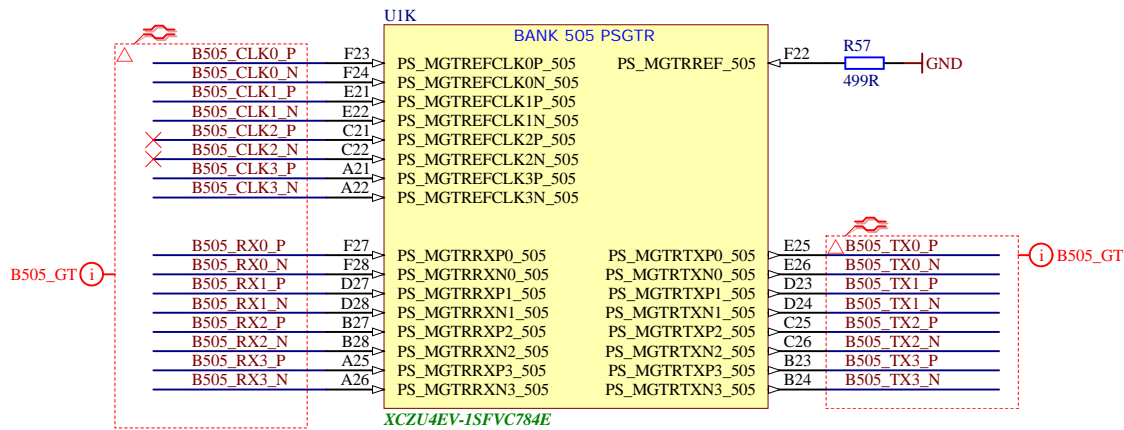 U1K
BANK 505 PSGTR
B505_CLK0_P F23 PS_MGTREFCLK0P_505 PS_MGTRREF_505 F22 R57 499R GND
B505_CLK0_N F24 PS_MGTREFCLK0N_505
B505_CLK1_P E21 PS_MGTREFCLK1P_505
B505_CLK1_N E22 PS_MGTREFCLK1N_505
B505_CLK2_P C21 PS_MGTREFCLK2P_505
B505_CLK2_N C22 PS_MGTREFCLK2N_505
B505_CLK3_P A21 PS_MGTREFCLK3P_505
B505_CLK3_N A22 PS_MGTREFCLK3N_505
B505_RX0_P F27 PS_MGTRRXP0_505 PS_MGTRTXP0_505 E25 B505_TX0_P
B505_GT i B505_RX0_N F28 PS_MGTRRXN0_505 PS_MGTRTXN0_505 E26 B505_TX0_N i B505_GT
B505_RX1_P D27 PS_MGTRRXP1_505 PS_MGTRTXP1_505 D23 B505_TX1_P
B505_RX1_N D28 PS_MGTRRXN1_505 PS_MGTRTXN1_505 D24 B505_TX1_N
B505_RX2_P B27 PS_MGTRRXP2_505 PS_MGTRTXP2_505 C25 B505_TX2_P
B505_RX2_N B28 PS_MGTRRXN2_505 PS_MGTRTXN2_505 C26 B505_TX2_N
B505_RX3_P A25 PS_MGTRRXP3_505 PS_MGTRTXP3_505 B23 B505_TX3_P
B505_RX3_N A26 PS_MGTRRXN3_505 PS_MGTRTXN3_505 B24 B505_TX3_N
XCZU4EV-1SFVC784E